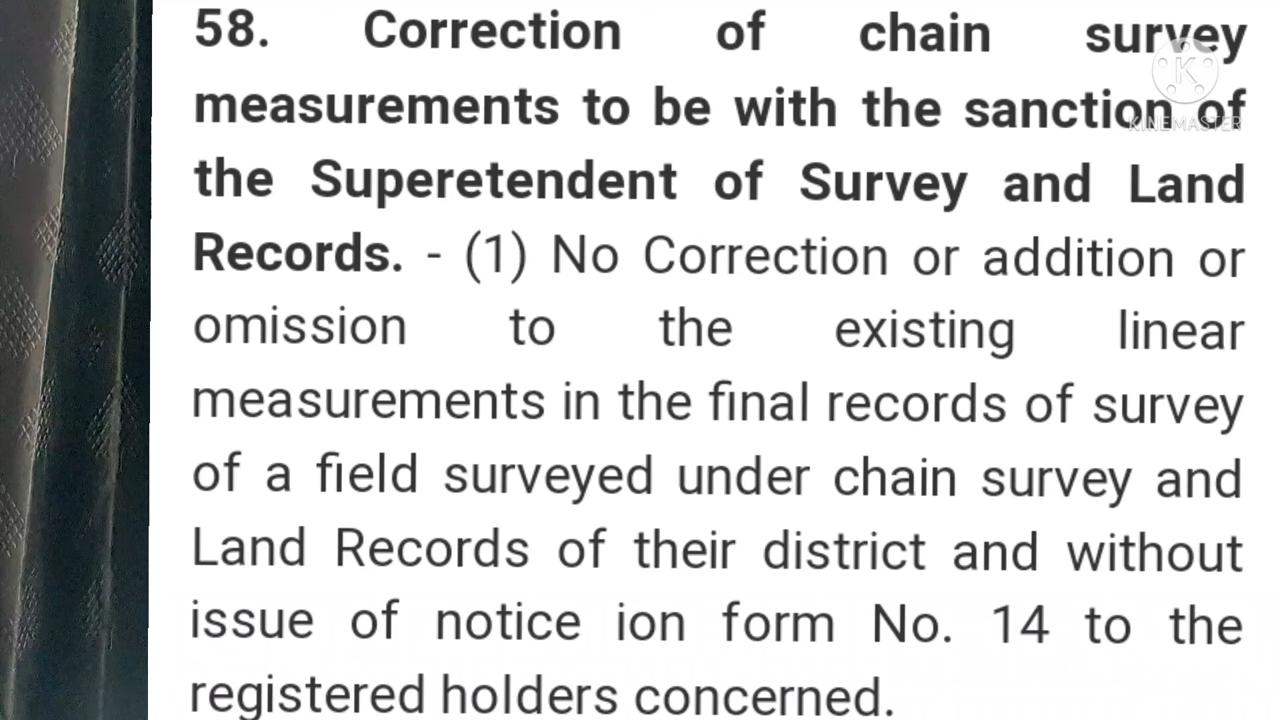 58. Correction of chain survey
measurements to be with the sanction of
the Superetendent of Survey and Land
Records. - (1) No Correction or addition or
omission to the existing linear
measurements in the final records of survey
of a field surveyed under chain survey and
Land Records of their district and without
issue of notice ion form No. 14 to the
registered holders concerned.
KINEMASTER